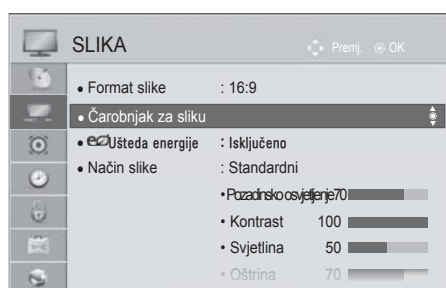 SLIKA Premj. OK
• Format slike : 16:9
• Čarobnjak za sliku
• eco Ušteda energije : Isključeno
• Način slike : Standardni
• Pozadinsko osvjetljenje 70
• Kontrast 100
• Svjetlina 50
• Oštrina 70